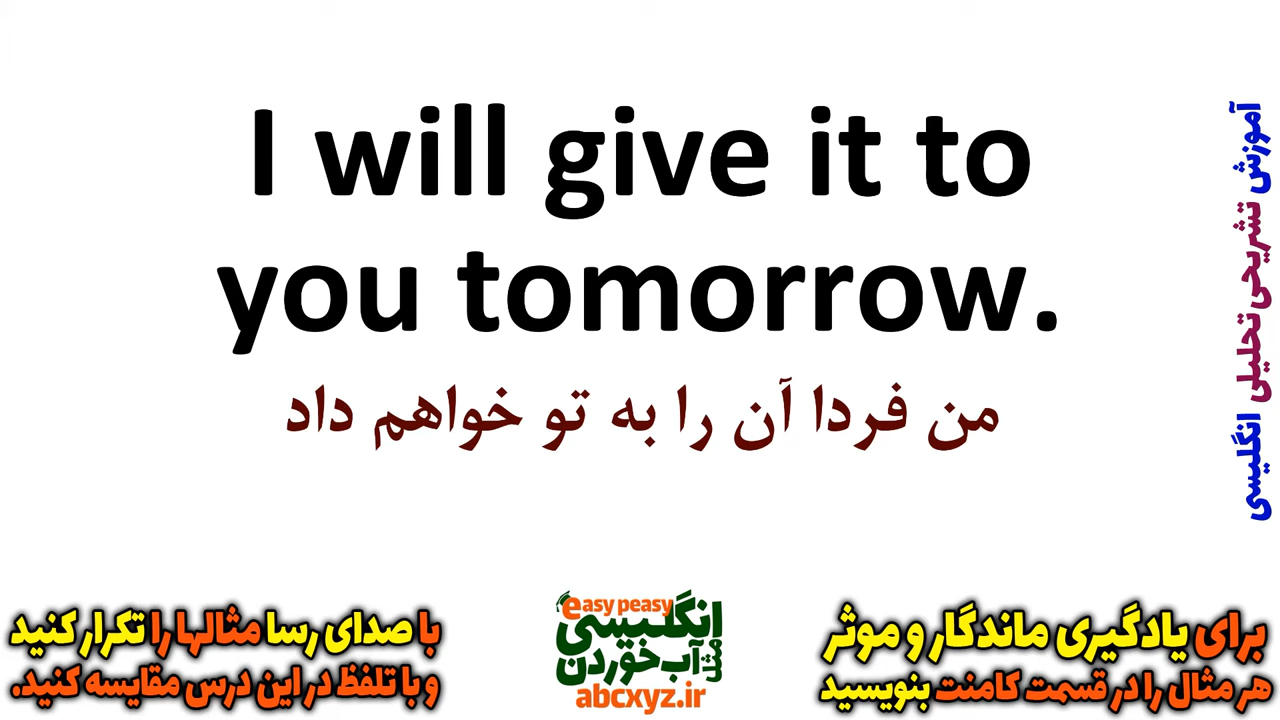 I will give it to
you tomorrow.
من فردا آن را به تو خواهم داد
آموزش تشریحی تحلیلی انگلیسی
با صدای رسا مثالها را تکرار کنید
و با تلفظ در این درس مقایسه کنید.
easy peasy
انگلیسی
مثل
آب خوردن
abcxyz.ir
برای یادگیری ماندگار و موثر
هر مثال را در قسمت کامنت بنویسید